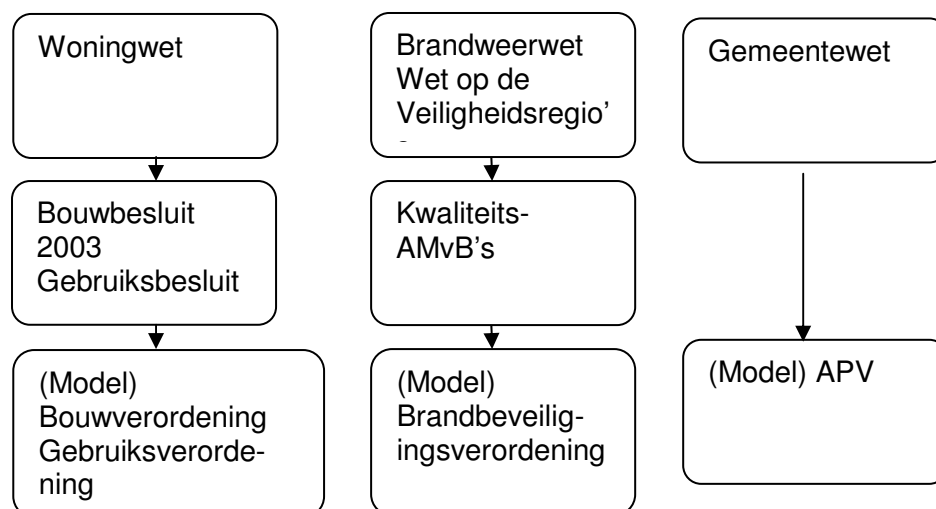 Woningwet
Brandweerwet
Wet op de
Veiligheidsregio'
Gemeentewet
Bouwbesluit
2003
Gebruiksbesluit
Kwaliteits-
AMvB's
(Model)
Bouwverordening
Gebruiksverorde-
ning
(Model)
Brandbeveilig-
ingsverordening
(Model) APV